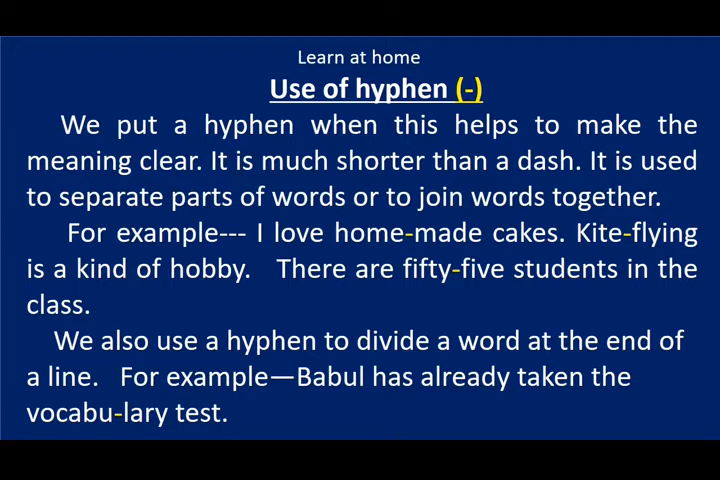 Learn at home
Use of hyphen (-)
We put a hyphen when this helps to make the
meaning clear. It is much shorter than a dash. It is used
to separate parts of words or to join words together.
For example--- I love home-made cakes. Kite-flying
is a kind of hobby. There are fifty-five students in the
class.
We also use a hyphen to divide a word at the end of
a line. For example—Babul has already taken the
vocabu-lary test.